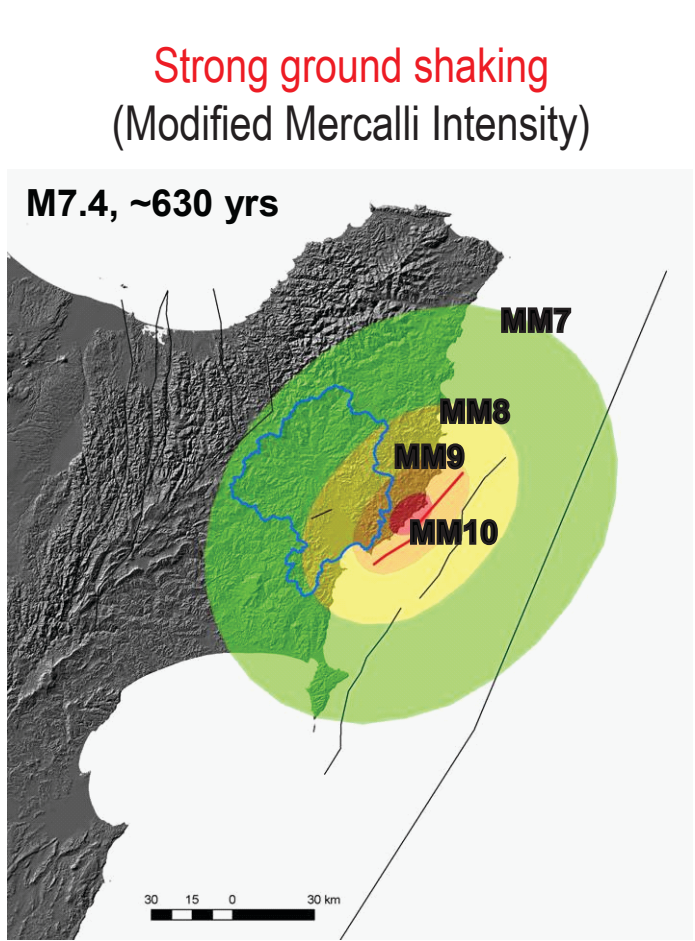 Strong ground shaking
(Modified Mercalli Intensity)
M7.4, ~630 yrs
MM7
MM8
MM9
MM10
30 15 0 30 km